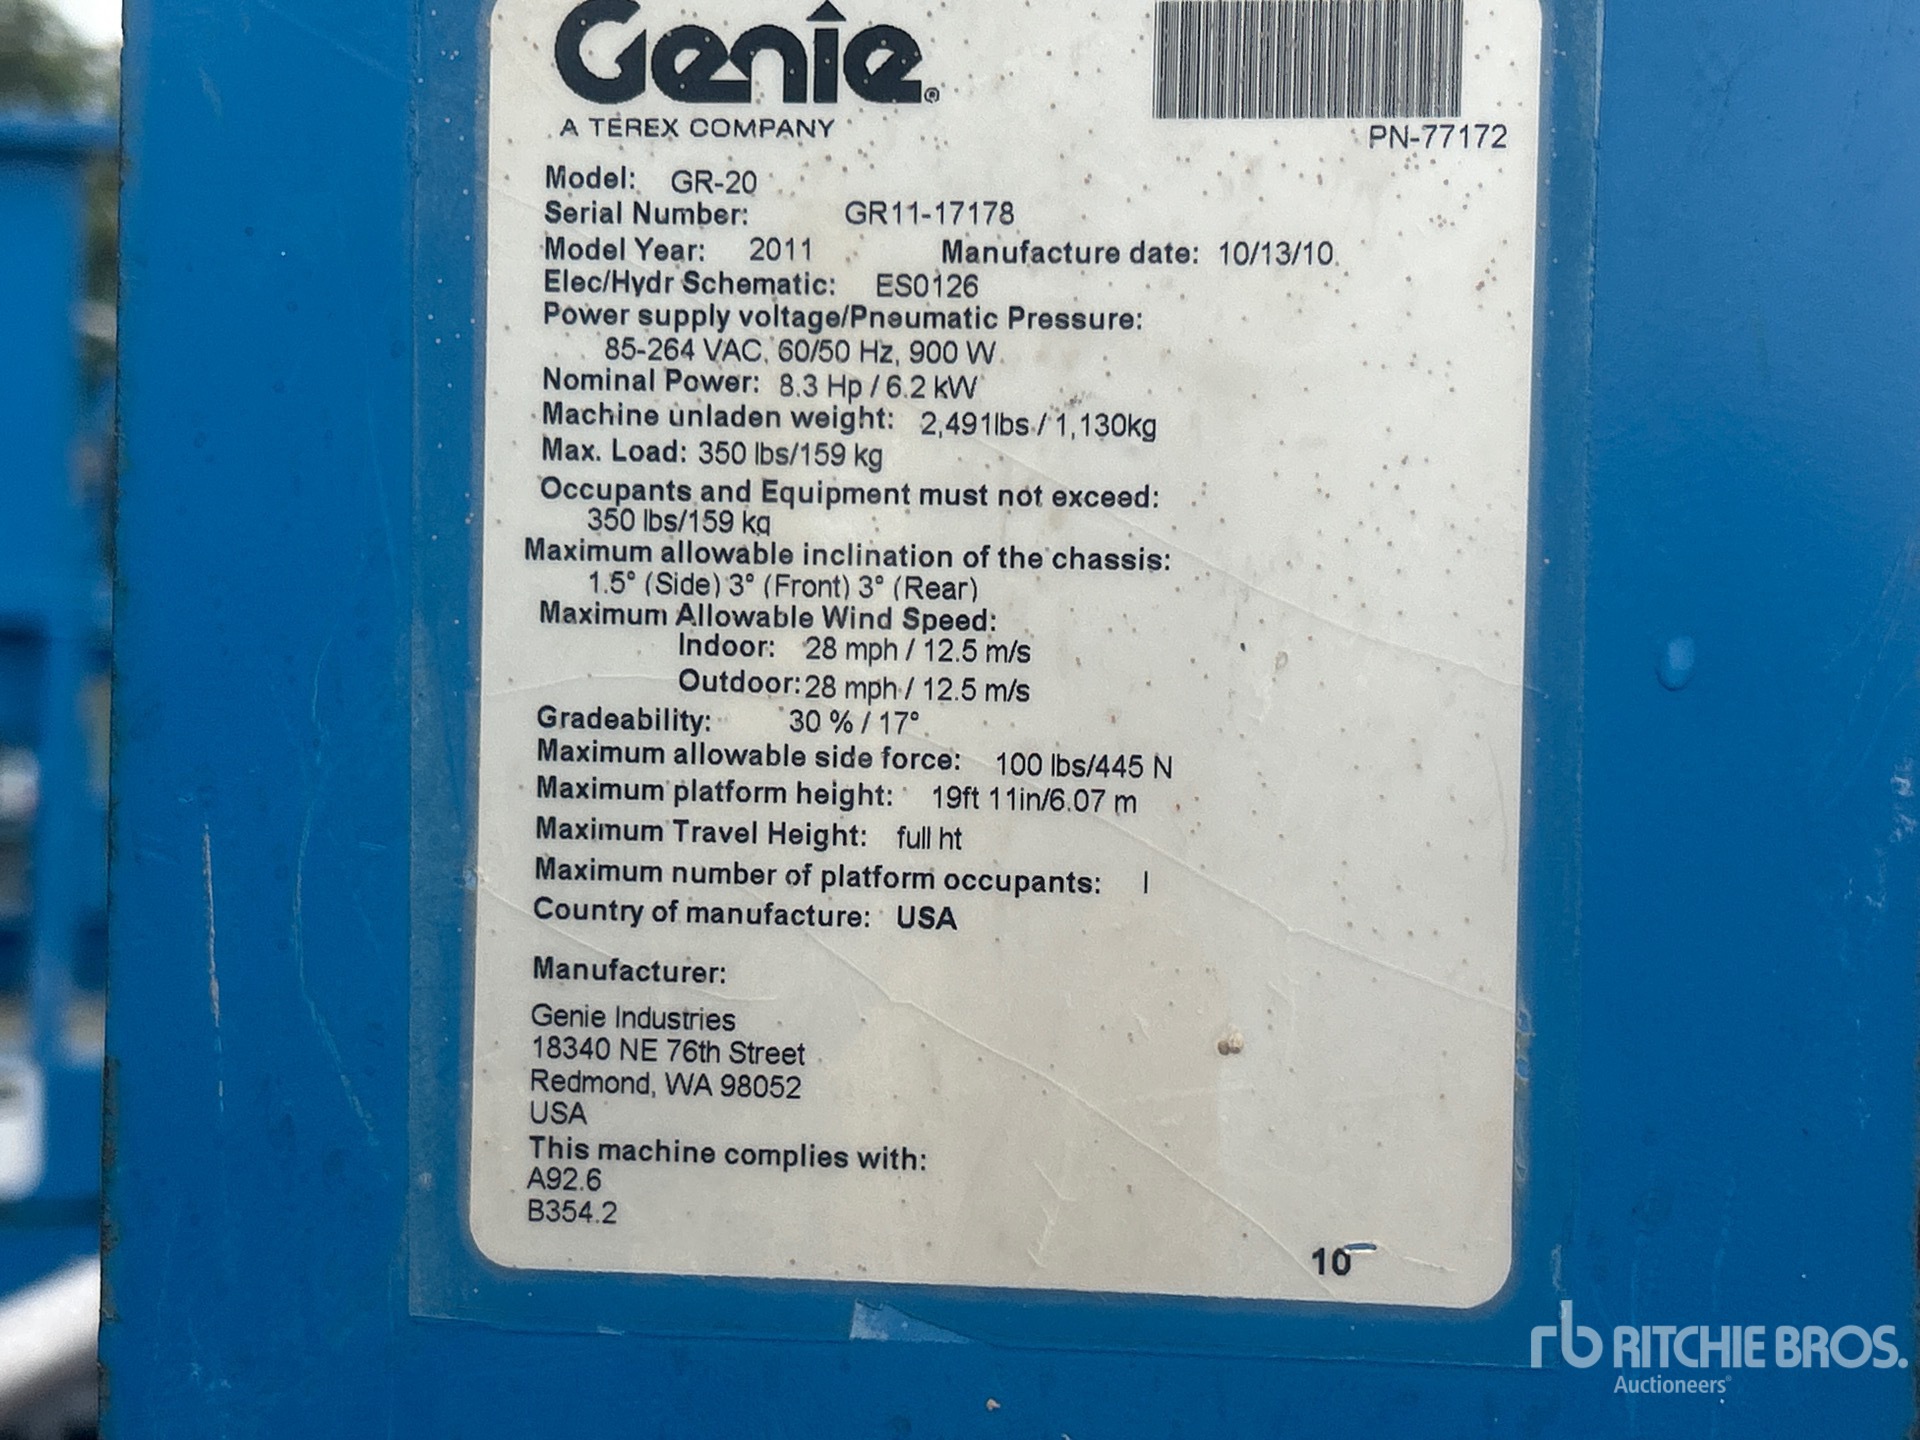 Genie®
A TEREX COMPANY
PN-77172
Model: GR-20
Serial Number: GR11-17178
Model Year: 2011 Manufacture date: 10/13/10
Elec/Hydr Schematic: ES0126
Power supply voltage/Pneumatic Pressure:
85-264 VAC, 60/50 Hz, 900 W
Nominal Power: 8.3 Hp / 6.2 kW
Machine unladen weight: 2,491lbs / 1,130kg
Max. Load: 350 lbs/159 kg
Occupants and Equipment must not exceed:
350 lbs/159 kg
Maximum allowable inclination of the chassis:
1.5° (Side) 3° (Front) 3° (Rear)
Maximum Allowable Wind Speed:
Indoor: 28 mph / 12.5 m/s
Outdoor: 28 mph / 12.5 m/s
Gradeability: 30 % / 17°
Maximum allowable side force: 100 lbs/445 N
Maximum platform height: 19ft 11in/6.07 m
Maximum Travel Height: full ht
Maximum number of platform occupants: 1
Country of manufacture: USA
Manufacturer:
Genie Industries
18340 NE 76th Street
Redmond, WA 98052
USA
This machine complies with:
A92.6
B354.2
10
rb RITCHIE BROS.
Auctioneers®